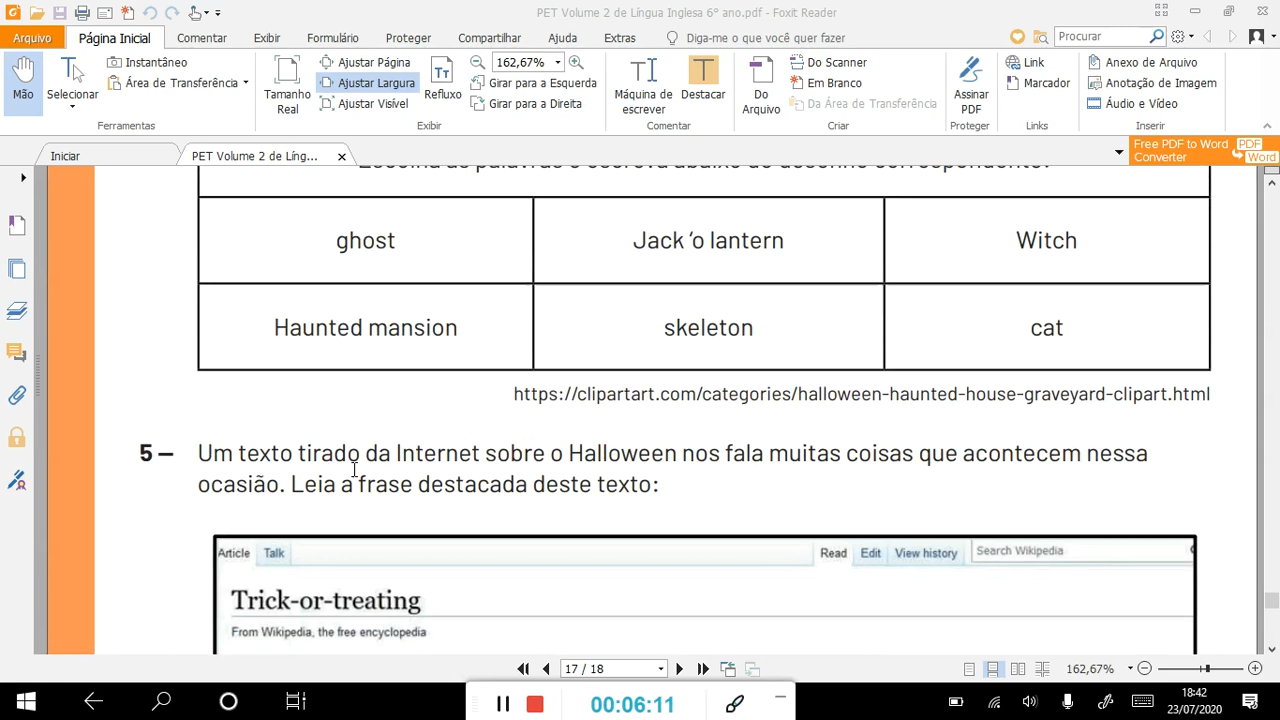 PET Volume 2 de Língua Inglesa 6° ano.pdf - Foxit Reader
Arquivo Página Inicial Comentar Exibir Formulário Proteger Compartilhar Ajuda Extras Diga-me o que você quer fazer Procurar
Mão
Selecionar
Instantâneo
Área de Transferência
Ferramentas
Tamanho Real
Ajustar Página
Ajustar Largura
Ajustar Visível
Refluxo
162,67%
Girar para a Esquerda
Girar para a Direita
Exibir
Máquina de escrever
Destacar
Comentar
Do Arquivo
Do Scanner
Em Branco
Da Área de Transferência
Criar
Assinar PDF
Proteger
Link
Marcador
Links
Anexo de Arquivo
Anotação de Imagem
Áudio e Vídeo
Inserir
Iniciar
PET Volume 2 de Líng...
Free PDF to Word Converter
PDF
Word
ghost Jack ’o lantern Witch
Haunted mansion skeleton cat
https://clipartart.com/categories/halloween-haunted-house-graveyard-clipart.html
5 – Um texto tirado da Internet sobre o Halloween nos fala muitas coisas que acontecem nessa
ocasião. Leia a frase destacada deste texto:
Article Talk Read Edit View history Search Wikipedia
Trick-or-treating
From Wikipedia, the free encyclopedia
17 / 18
162,67%
00:06:11
18:42
23/07/2020